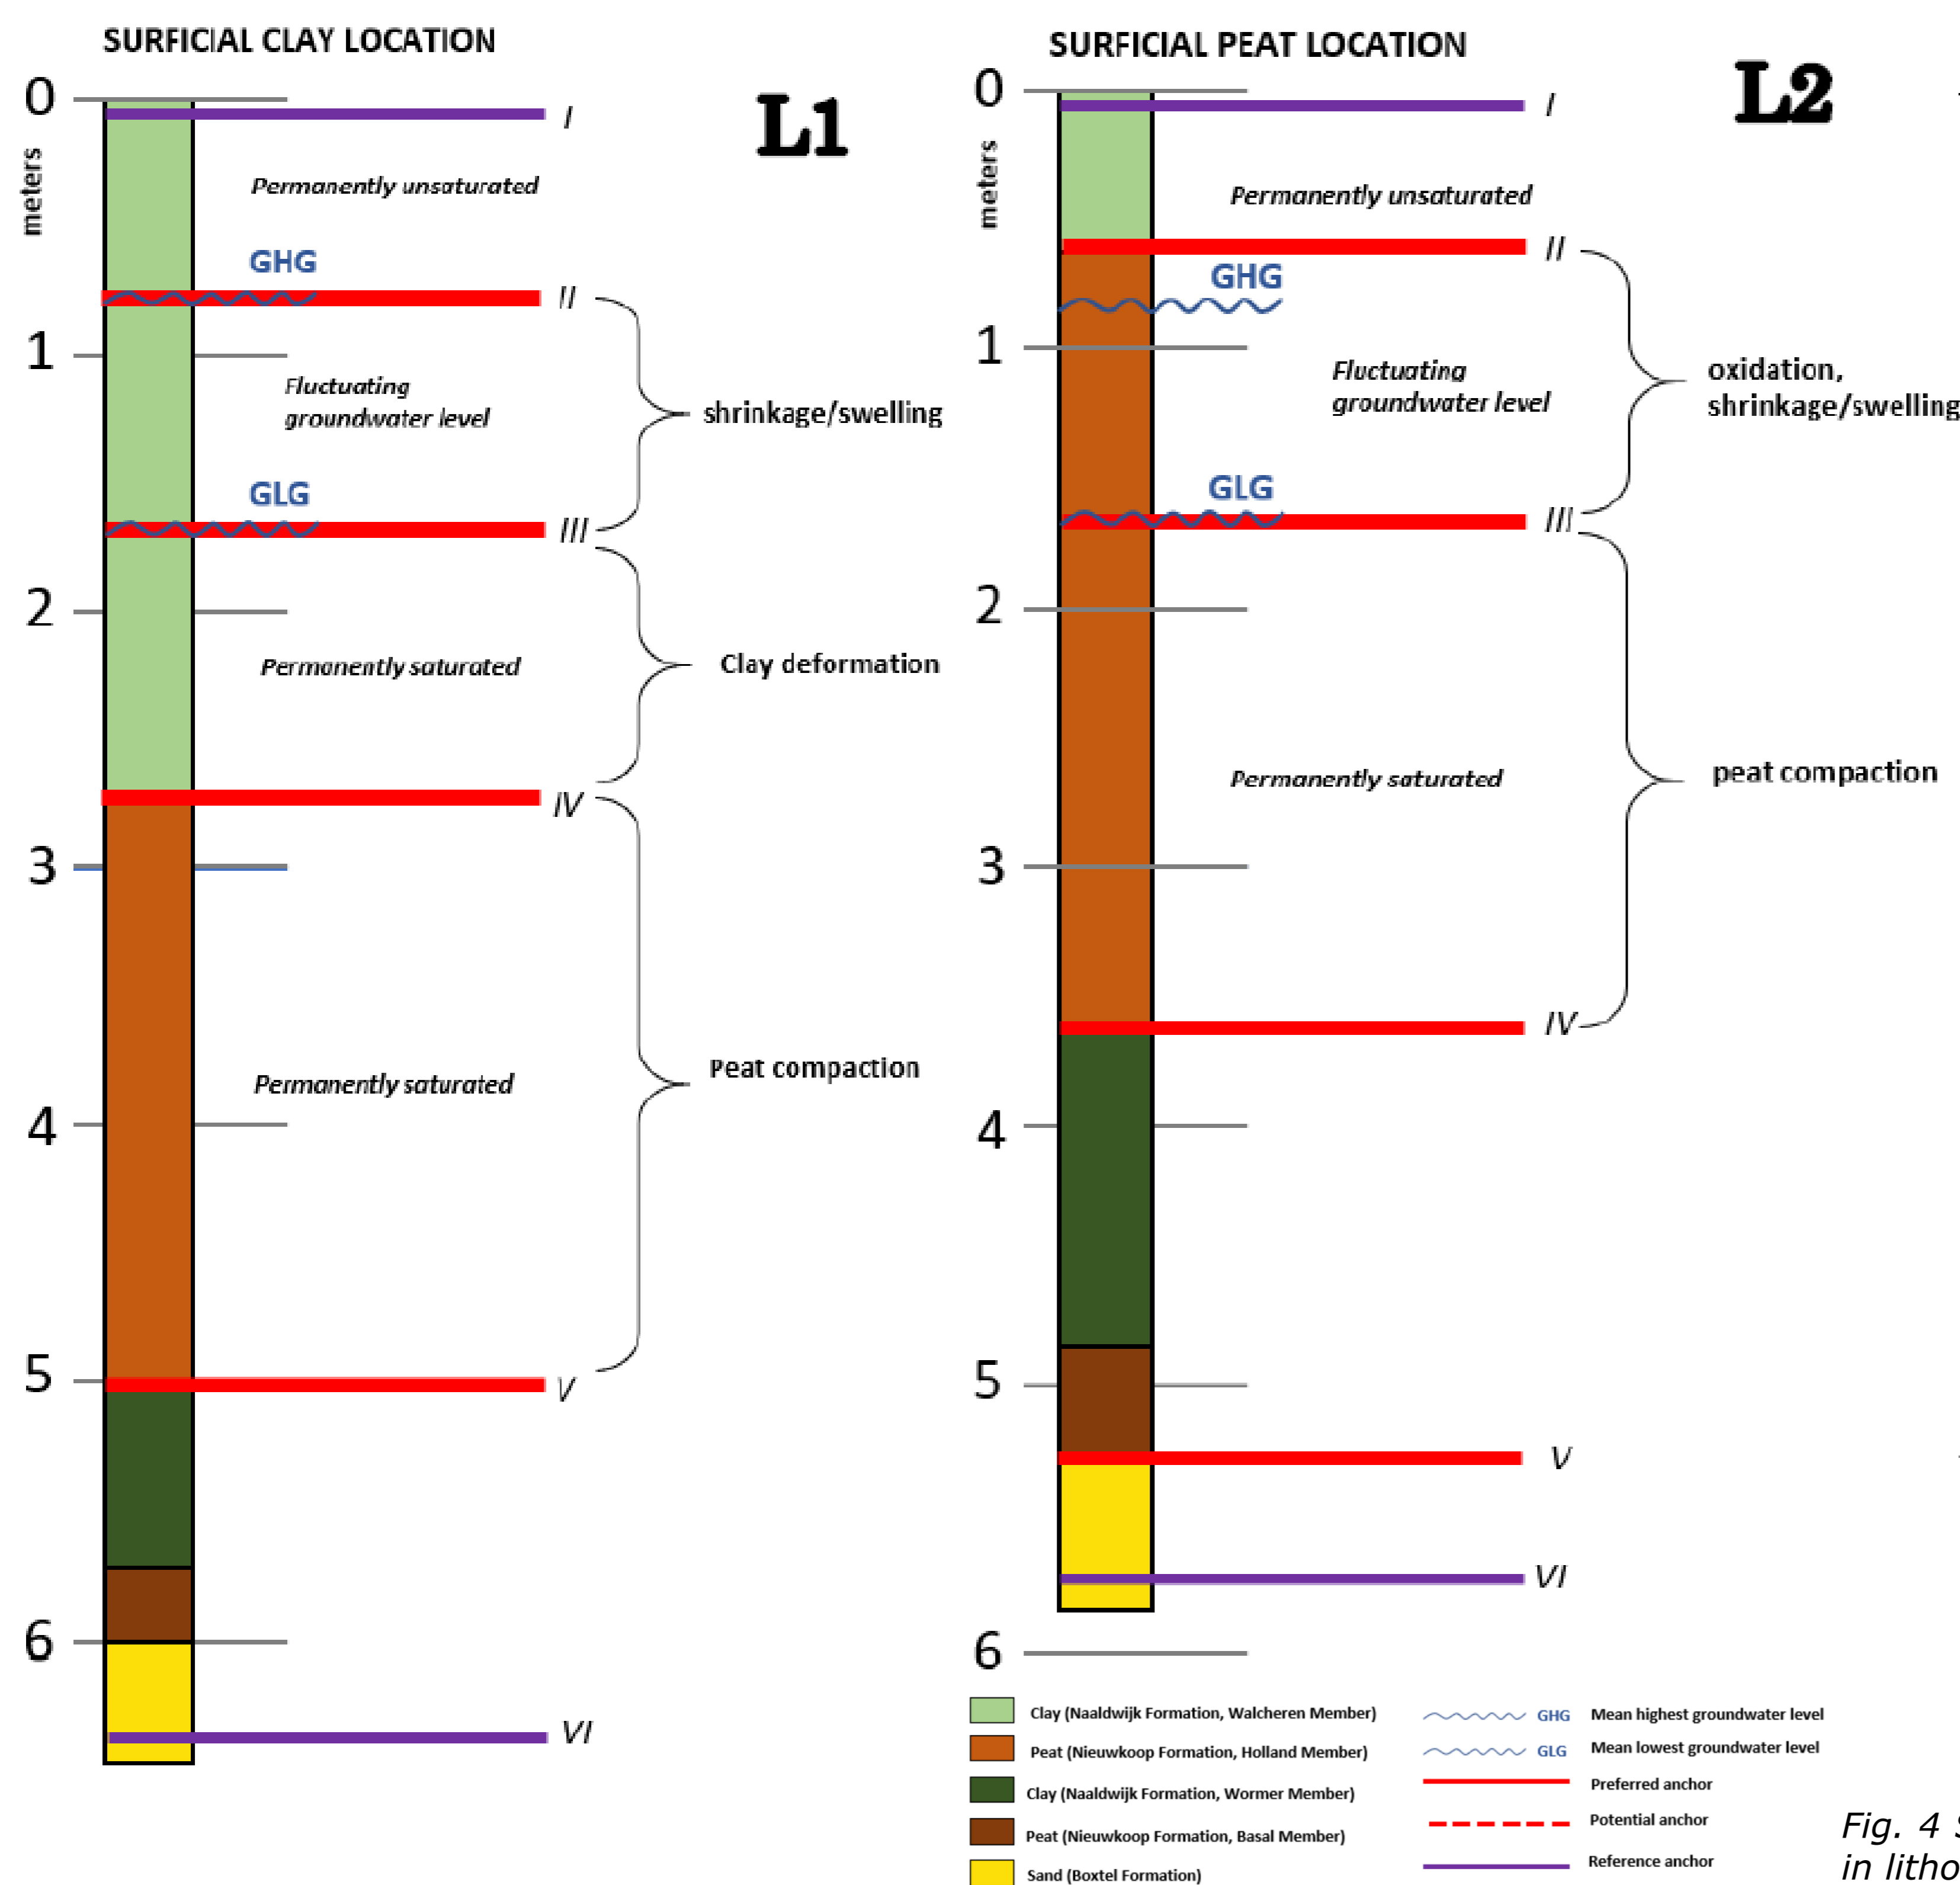 SURFICIAL CLAY LOCATION
L1
0
meters
I
Permanently unsaturated
GHG
II
1
Fluctuating
groundwater level
shrinkage/swelling
GLG
III
2
Permanently saturated
Clay deformation
IV
3
Permanently saturated
Peat compaction
4
5
V
6
VI
SURFICIAL PEAT LOCATION
L2
0
meters
I
Permanently unsaturated
II
GHG
1
Fluctuating
groundwater level
oxidation,
shrinkage/swelling
GLG
III
2
Permanently saturated
peat compaction
3
IV
4
5
V
VI
6
Clay (Naaldwijk Formation, Walcheren Member)
Peat (Nieuwkoop Formation, Holland Member)
Clay (Naaldwijk Formation, Wormer Member)
Peat (Nieuwkoop Formation, Basal Member)
Sand (Boxtel Formation)
GHG Mean highest groundwater level
GLG Mean lowest groundwater level
Preferred anchor
Potential anchor
Reference anchor
Fig. 4
in litho